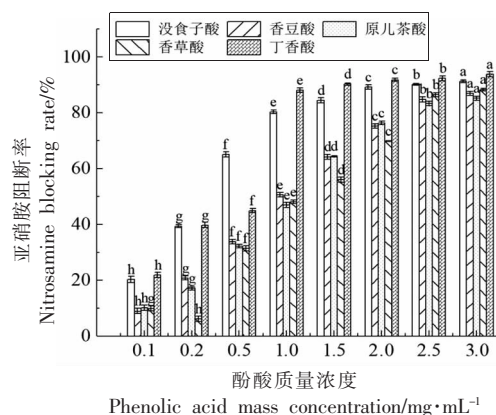 没食子酸 香豆酸 原儿茶酸
香草酸 丁香酸
亚硝胺阻断率
Nitrosamine blocking rate/%
100
80
60
40
20
0
h h h g h
g g g h g
f f f f f
e e e e e
d d d d d
c c c c c
b b b b b
a a a a a
0.1 0.2 0.5 1.0 1.5 2.0 2.5 3.0
酚酸质量浓度
Phenolic acid mass concentration/mg·mL⁻¹